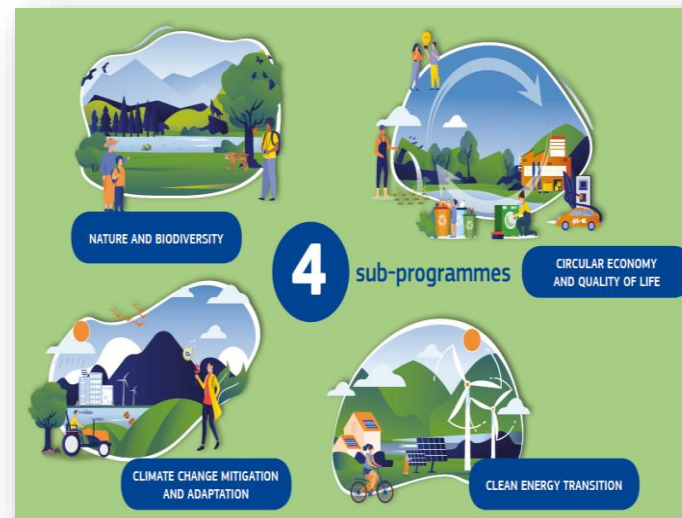 NATURE AND BIODIVERSITY
4 sub-programmes
CIRCULAR ECONOMY
AND QUALITY OF LIFE
CLIMATE CHANGE MITIGATION
AND ADAPTATION
CLEAN ENERGY TRANSITION